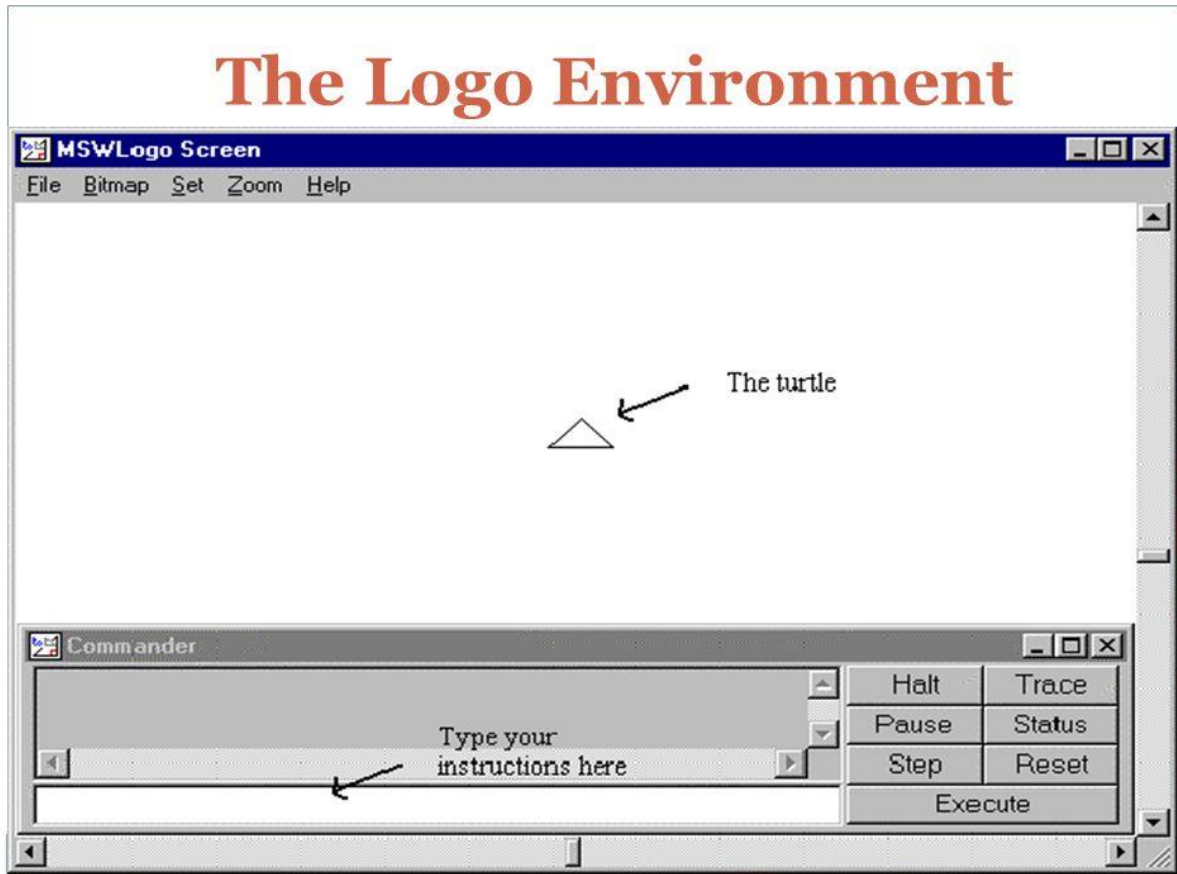 The Logo Environment
MSWLogo Screen
File Bitmap Set Zoom Help
The turtle
Commander
Halt Trace
Pause Status
Type your
instructions here
Step Reset
Execute